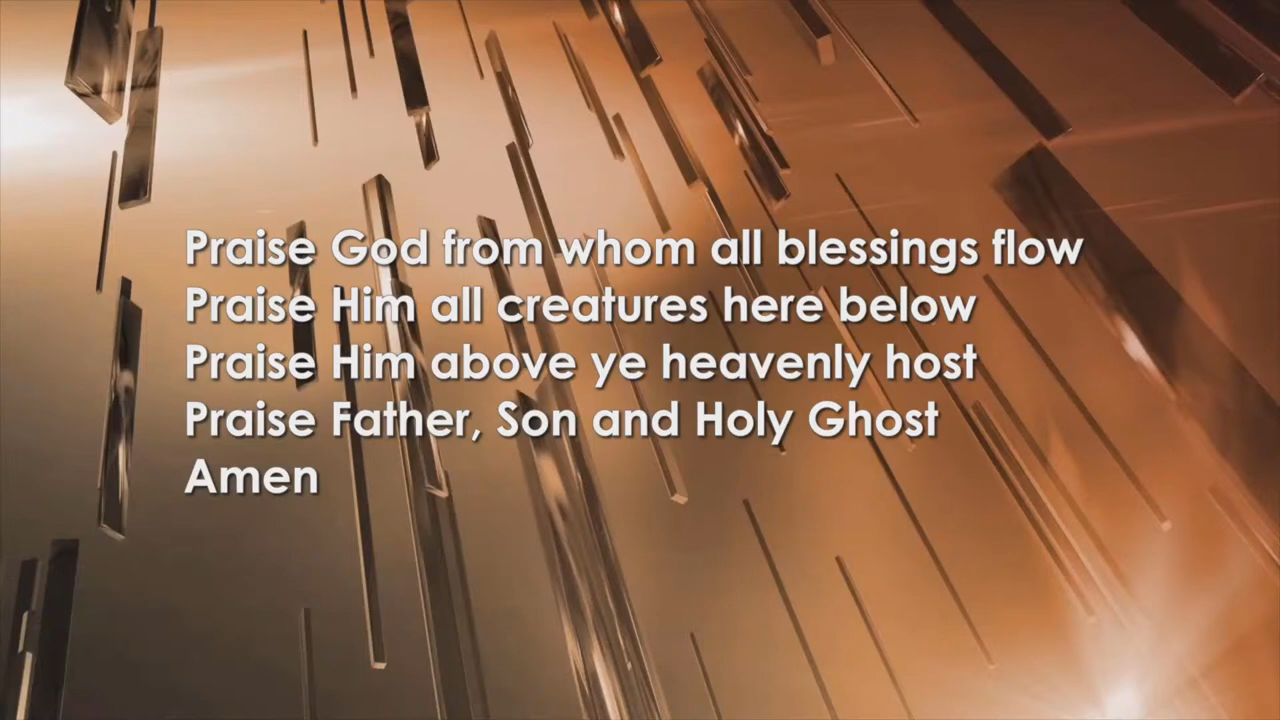 Praise God from whom all blessings flow
Praise Him all creatures here below
Praise Him above ye heavenly host
Praise Father, Son and Holy Ghost
Amen